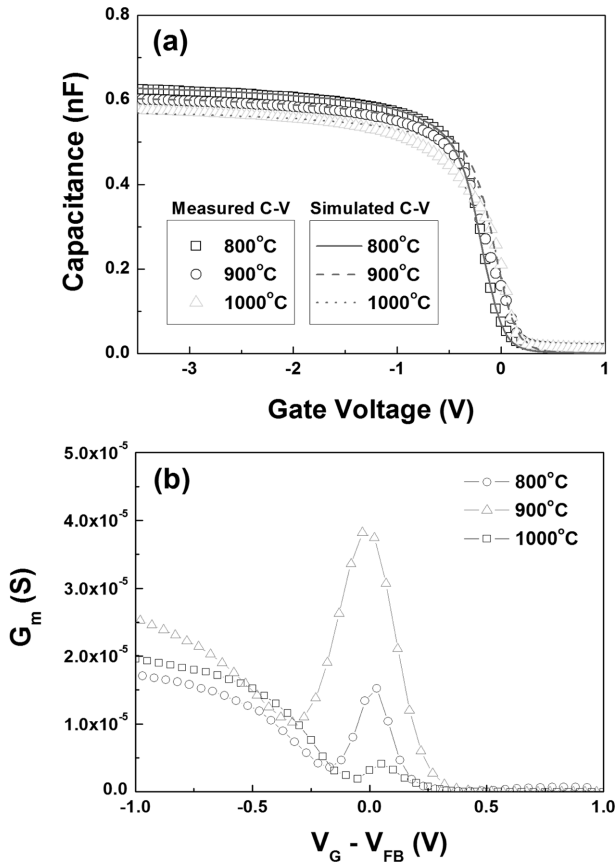 (a)
0.8
0.6
0.4
0.2
0.0
Capacitance (nF)
Measured C-V Simulated C-V
800°C 800°C
900°C 900°C
1000°C 1000°C
-3 -2 -1 0 1
Gate Voltage (V)
(b)
5.0x10⁻⁵
4.0x10⁻⁵
3.0x10⁻⁵
2.0x10⁻⁵
1.0x10⁻⁵
0.0
Gₘ (S)
800°C
900°C
1000°C
-1.0 -0.5 0.0 0.5 1.0
V_G - V_FB (V)